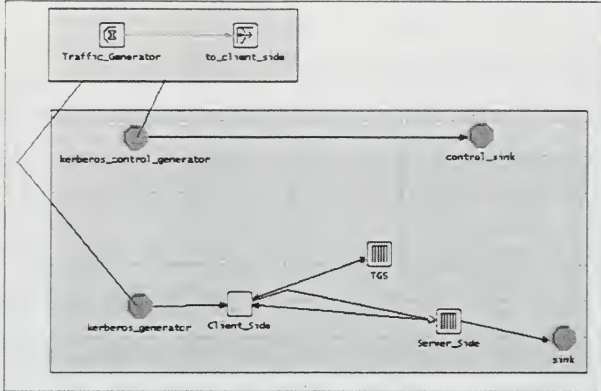 Traffic_Generator
to_client_side
kerberos_control_generator
control_sink
TGS
kerberos_generator
Client_Side
Server_Side
sink